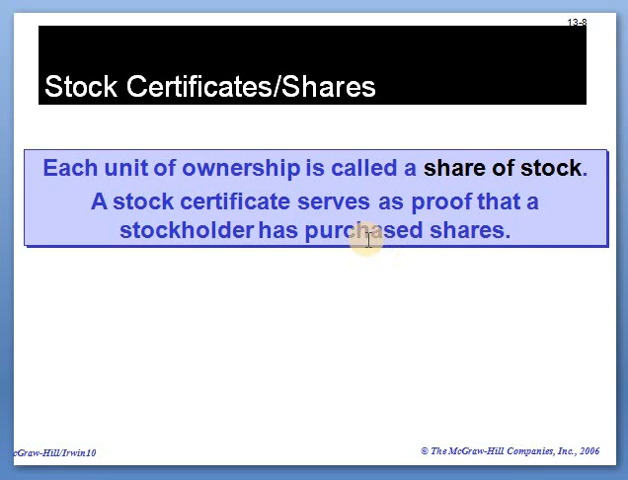 13-8
Stock Certificates/Shares
Each unit of ownership is called a share of stock.
A stock certificate serves as proof that a
stockholder has purchased shares.
cGraw-Hill/Irwin10
© The McGraw-Hill Companies, Inc., 2006